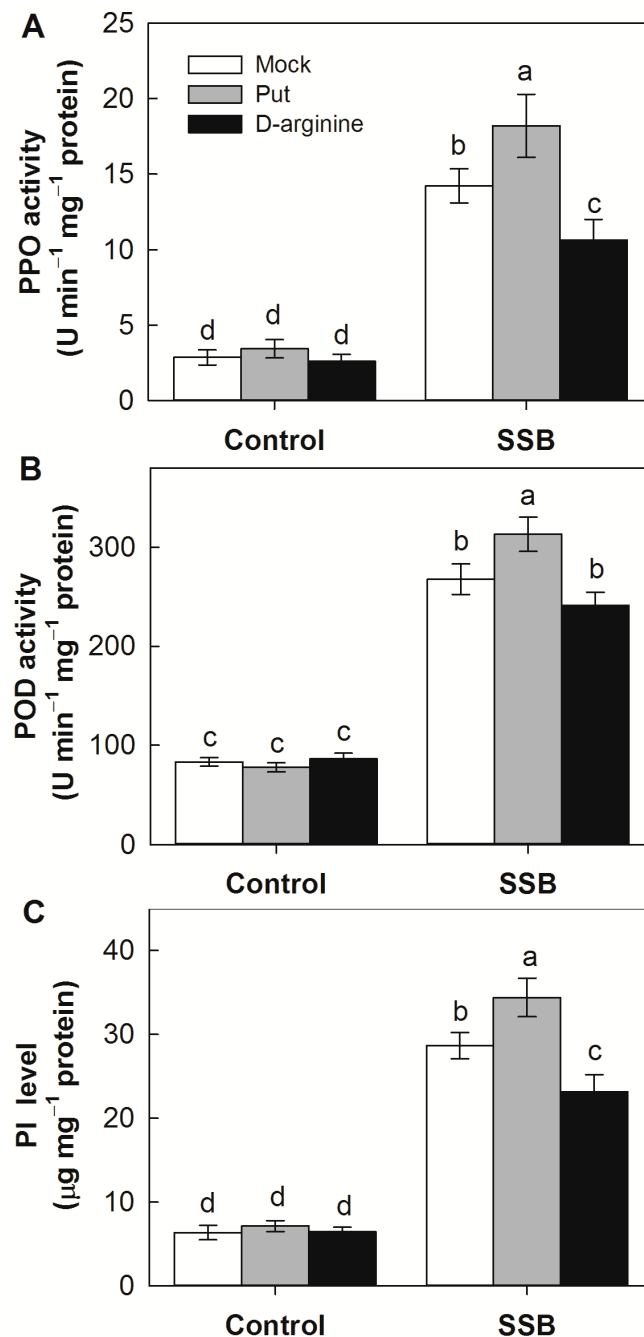 A
PPO activity
(U min⁻¹ mg⁻¹ protein)
25
20
15
10
5
0
Mock
Put
D-arginine
d
d
d
b
a
c
Control
SSB
B
POD activity
(U min⁻¹ mg⁻¹ protein)
300
200
100
0
c
c
c
b
a
b
Control
SSB
C
PI level
(μg mg⁻¹ protein)
40
30
20
10
0
d
d
d
b
a
c
Control
SSB